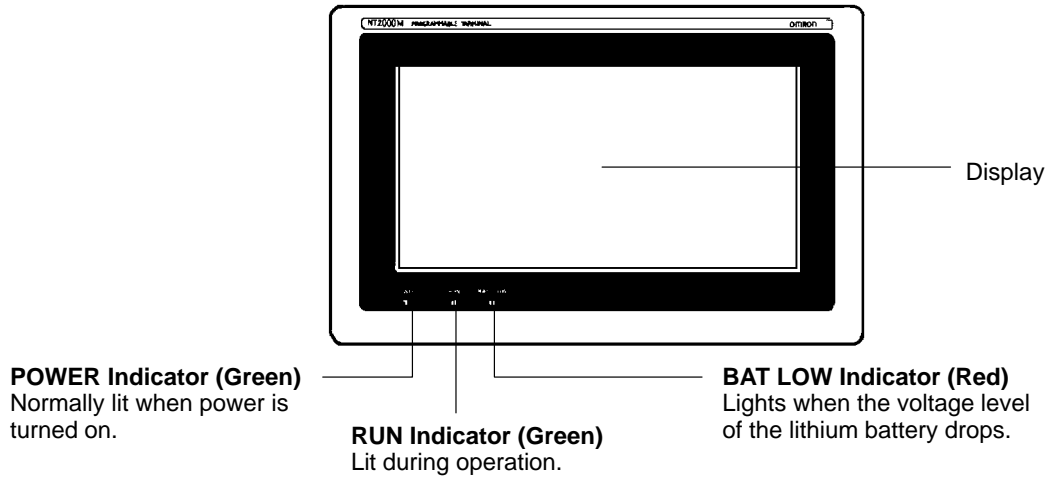 NT2000M PROGRAMMABLE TERMINAL
OMRON
Display
POWER Indicator (Green)
Normally lit when power is
turned on.
RUN Indicator (Green)
Lit during operation.
BAT LOW Indicator (Red)
Lights when the voltage level
of the lithium battery drops.